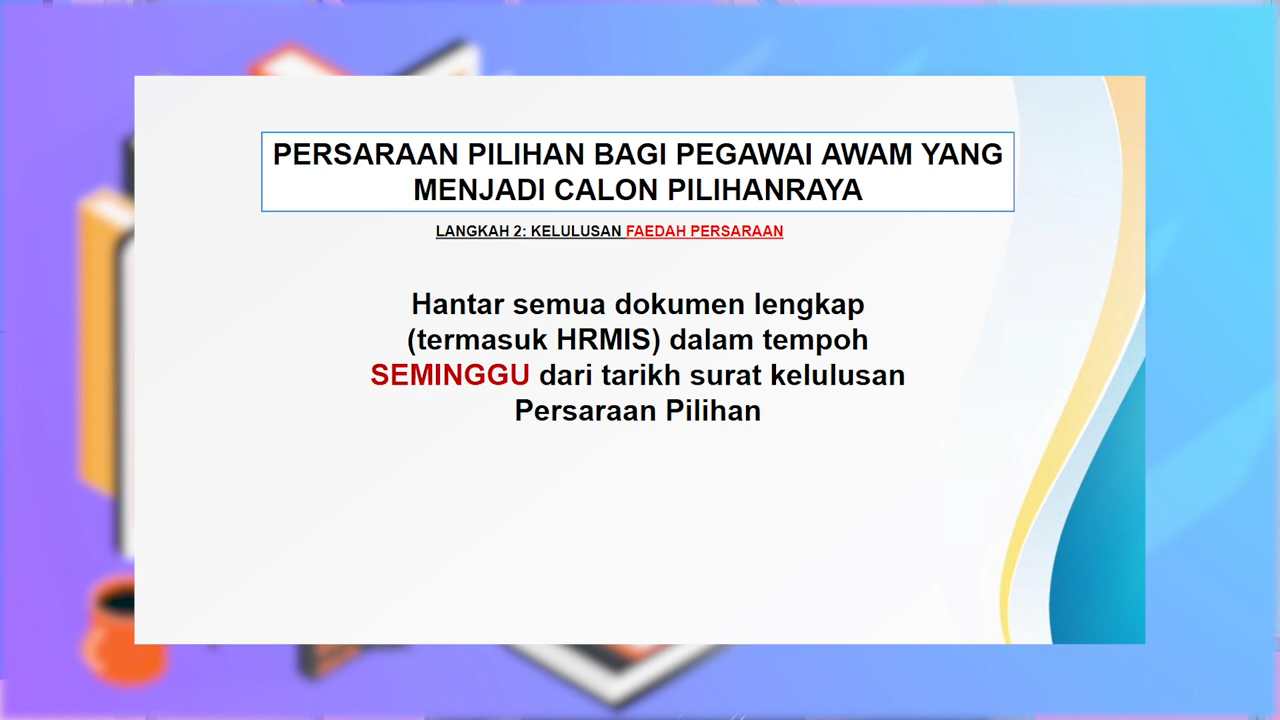 PERSARAAN PILIHAN BAGI PEGAWAI AWAM YANG
MENJADI CALON PILIHANRAYA
LANGKAH 2: KELULUSAN FAEDAH PERSARAAN
Hantar semua dokumen lengkap
(termasuk HRMIS) dalam tempoh
SEMINGGU dari tarikh surat kelulusan
Persaraan Pilihan